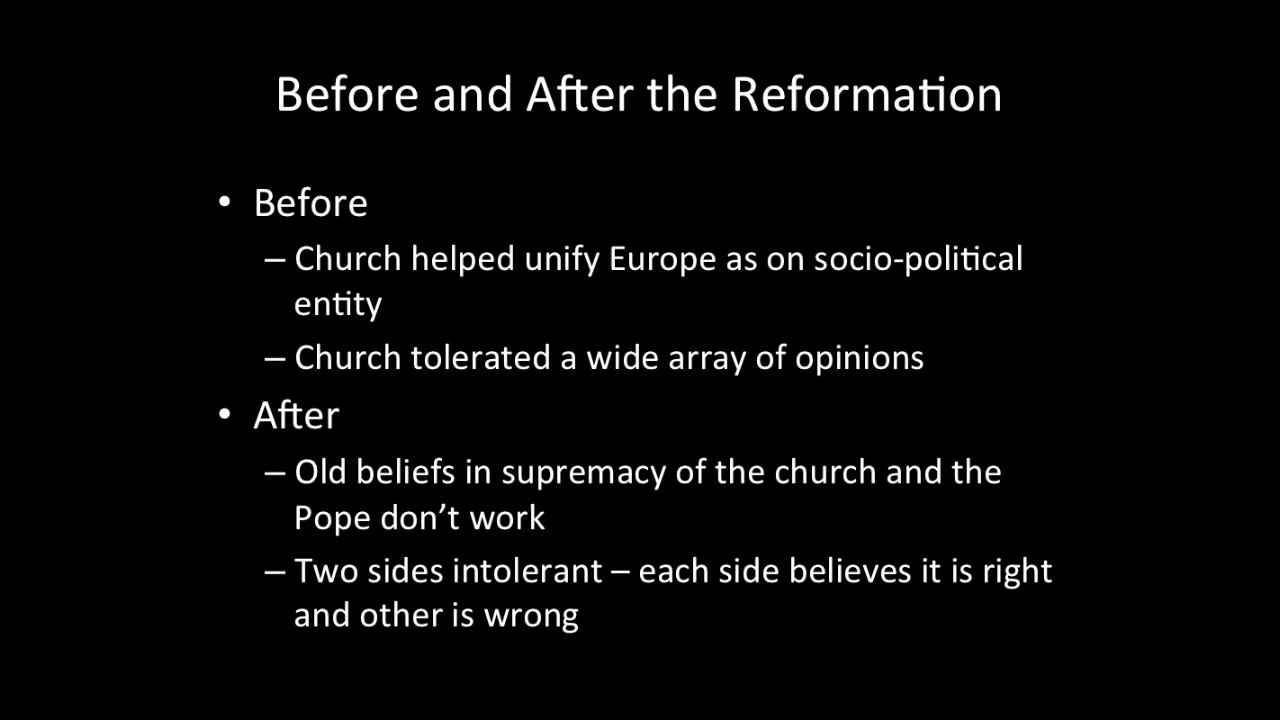 Before and After the Reformation
• Before
– Church helped unify Europe as on socio-political
entity
– Church tolerated a wide array of opinions
• After
– Old beliefs in supremacy of the church and the
Pope don’t work
– Two sides intolerant – each side believes it is right
and other is wrong